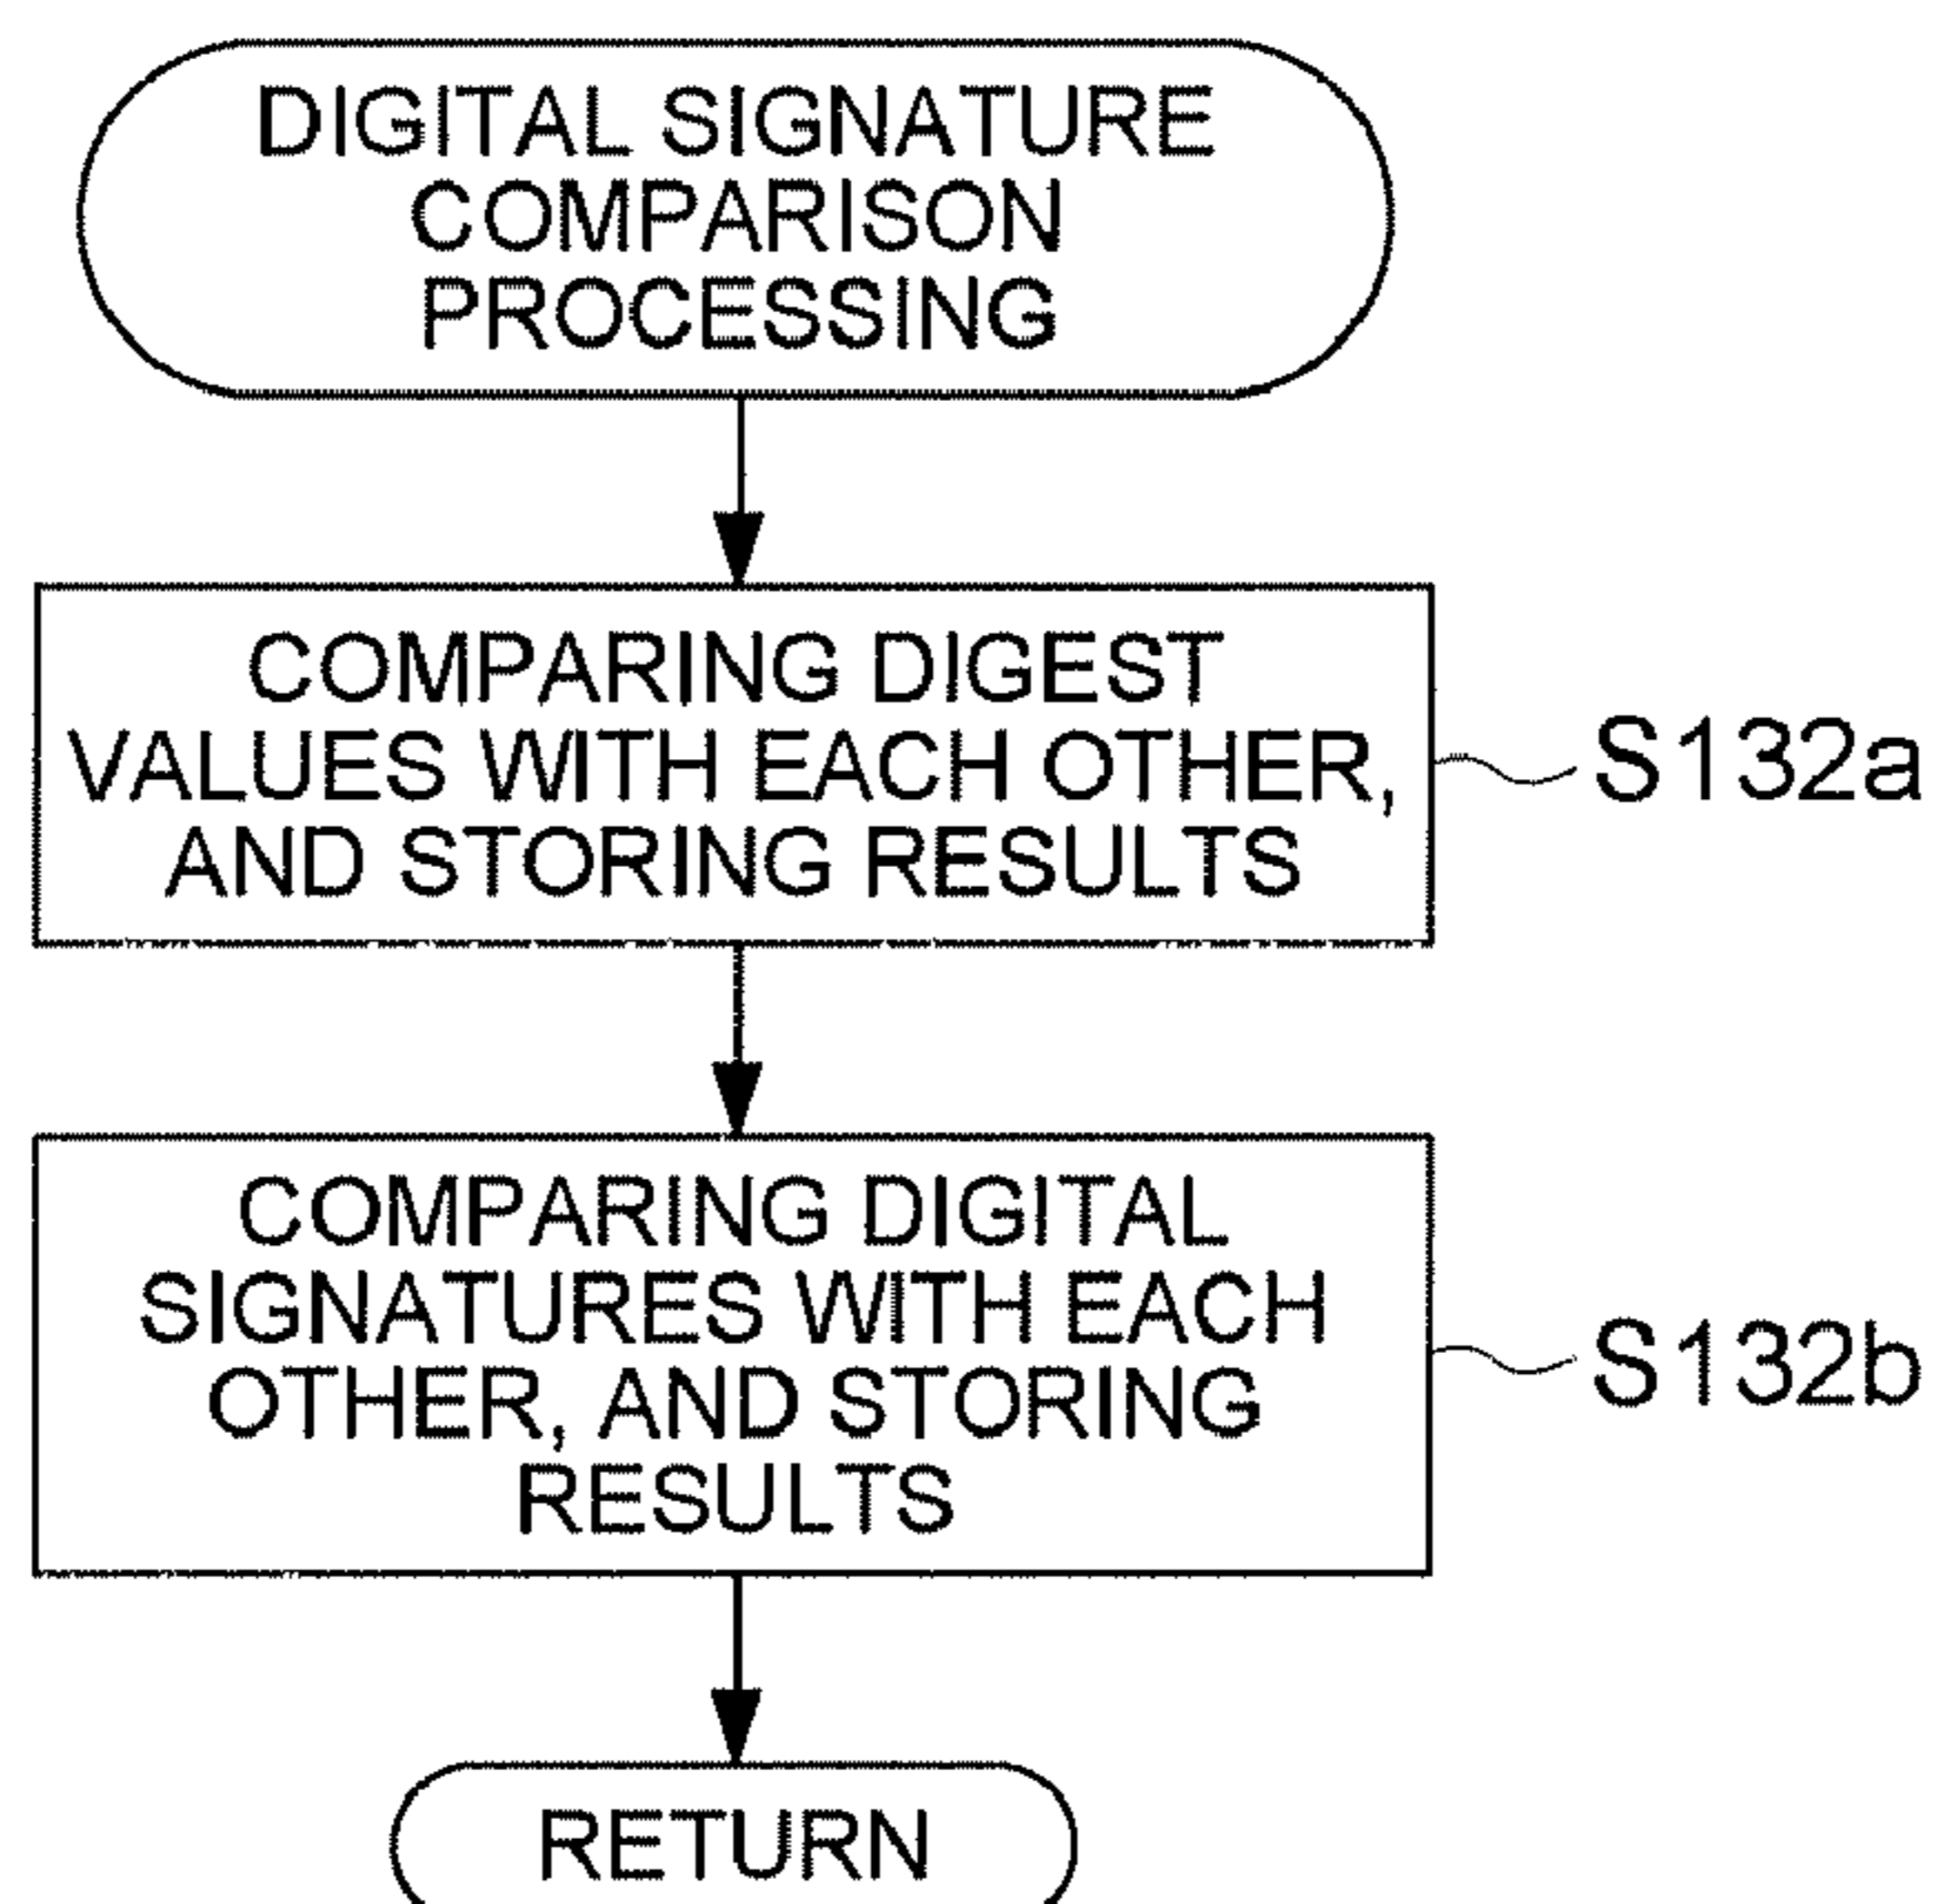 DIGITAL SIGNATURE
COMPARISON
PROCESSING
COMPARING DIGEST
VALUES WITH EACH OTHER,
AND STORING RESULTS
S132a
COMPARING DIGITAL
SIGNATURES WITH EACH
OTHER, AND STORING
RESULTS
S132b
RETURN